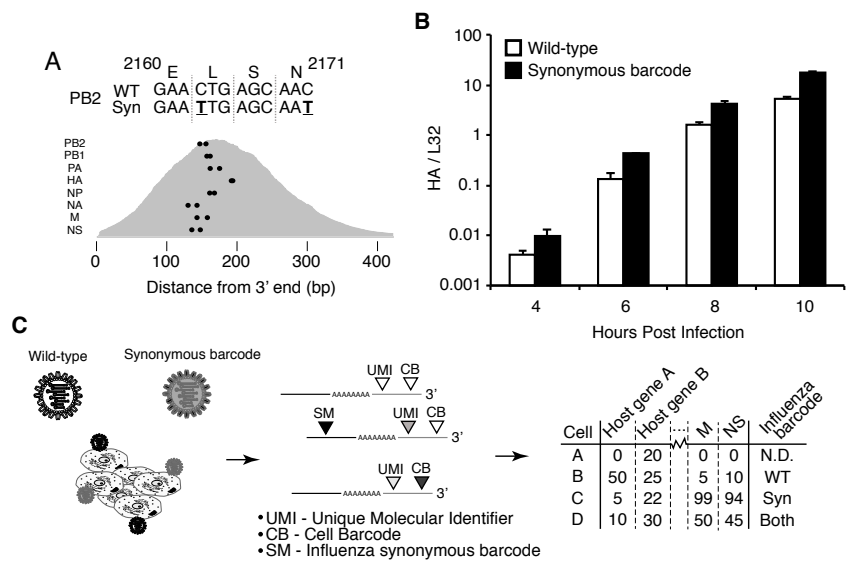 A
2160 E L S N 2171
PB2 WT GAA CTG AGC AAC
Syn GAA TTG AGC AAT
PB2
PB1
PA
HA
NP
NA
M
NS
0 100 200 300 400
Distance from 3' end (bp)
B
Wild-type
Synonymous barcode
HA / L32
100
10
1
0.1
0.01
0.001
4 6 8 10
Hours Post Infection
C
Wild-type Synonymous barcode
UMI CB
AAAAAAAA 3'
SM UMI CB
AAAAAAAA 3'
UMI CB
AAAAAAAA 3'
•UMI - Unique Molecular Identifier
•CB - Cell Barcode
•SM - Influenza synonymous barcode
Cell Host gene A Host gene B ... M NS Influenza barcode
A 0 20 0 0 N.D.
B 50 25 5 10 WT
C 5 22 99 94 Syn
D 10 30 50 45 Both